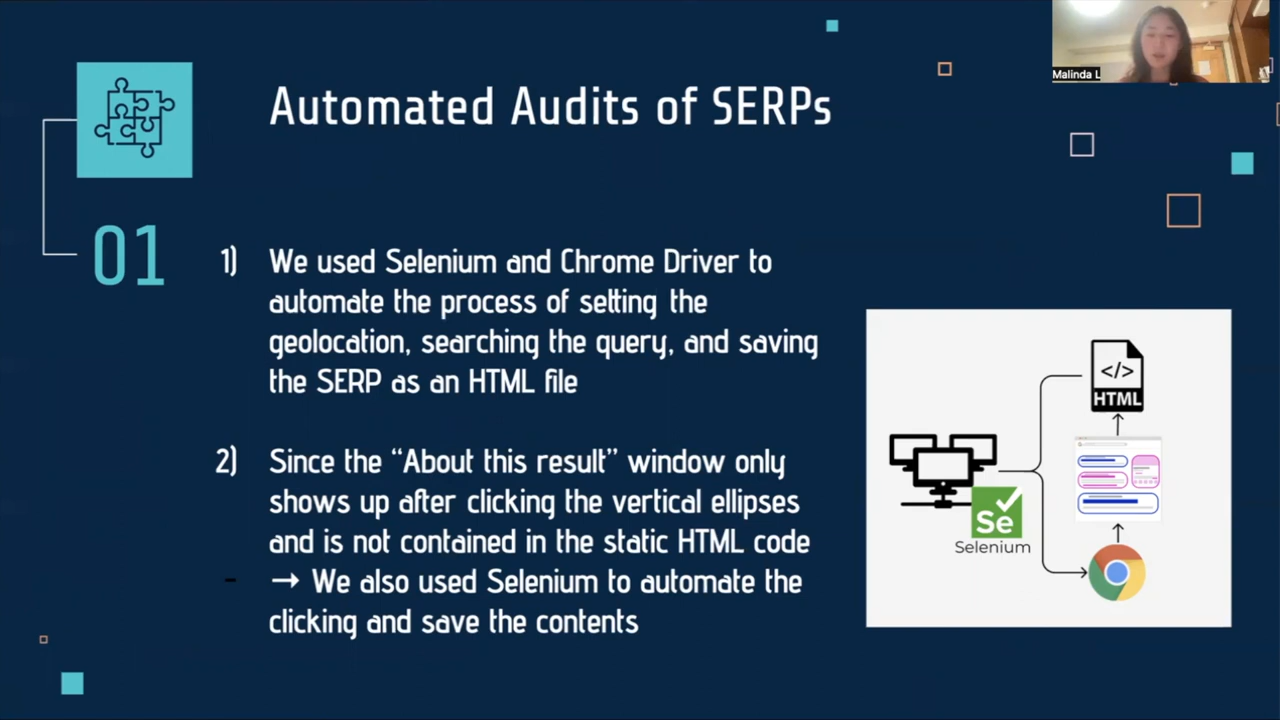 Malinda L
Automated Audits of SERPs
01
1) We used Selenium and Chrome Driver to
automate the process of setting the
geolocation, searching the query, and saving
the SERP as an HTML file
2) Since the “About this result” window only
shows up after clicking the vertical ellipses
and is not contained in the static HTML code
- → We also used Selenium to automate the
clicking and save the contents
</>
HTML
Se
Selenium